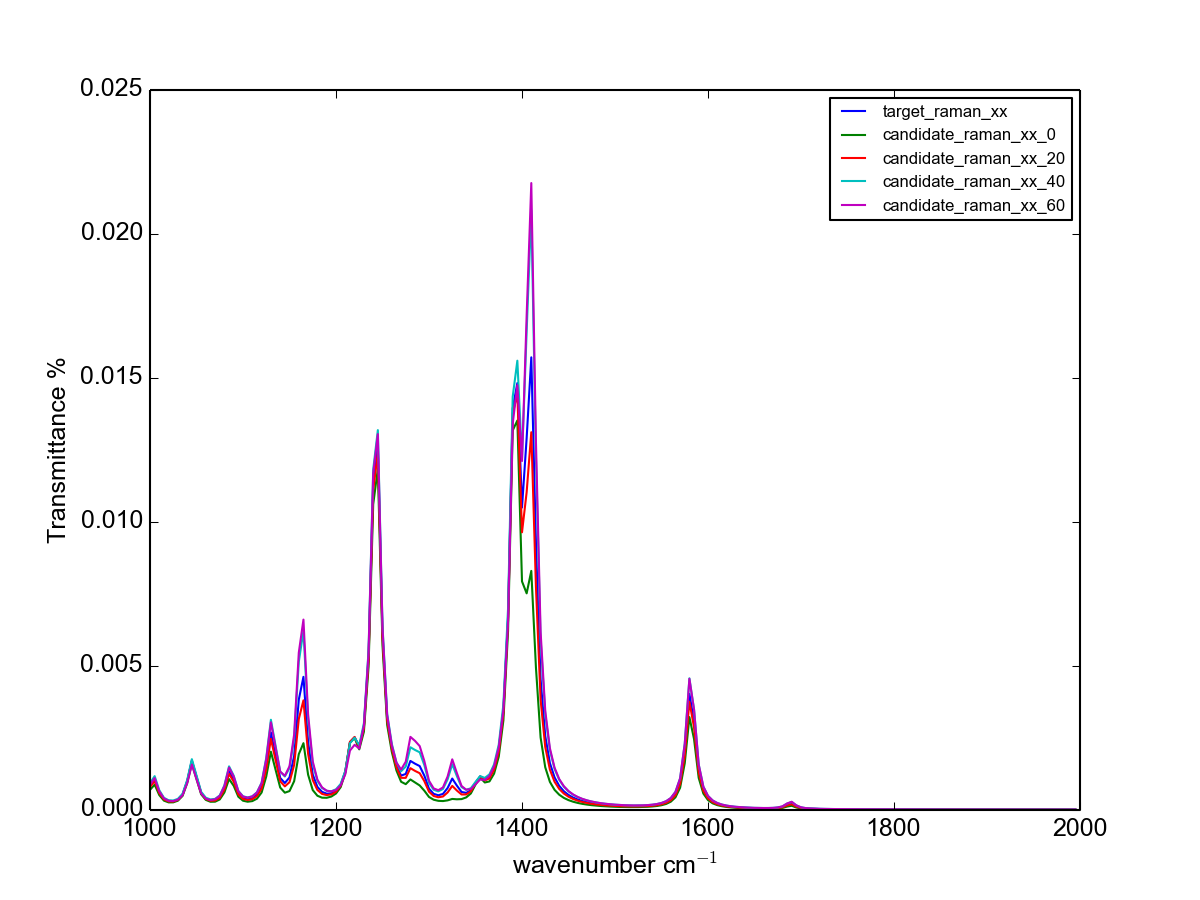 0.025
0.020
0.015
0.010
0.005
0.000
Transmittance %
1000 1200 1400 1600 1800 2000
wavenumber cm⁻¹
target_raman_xx
candidate_raman_xx_0
candidate_raman_xx_20
candidate_raman_xx_40
candidate_raman_xx_60